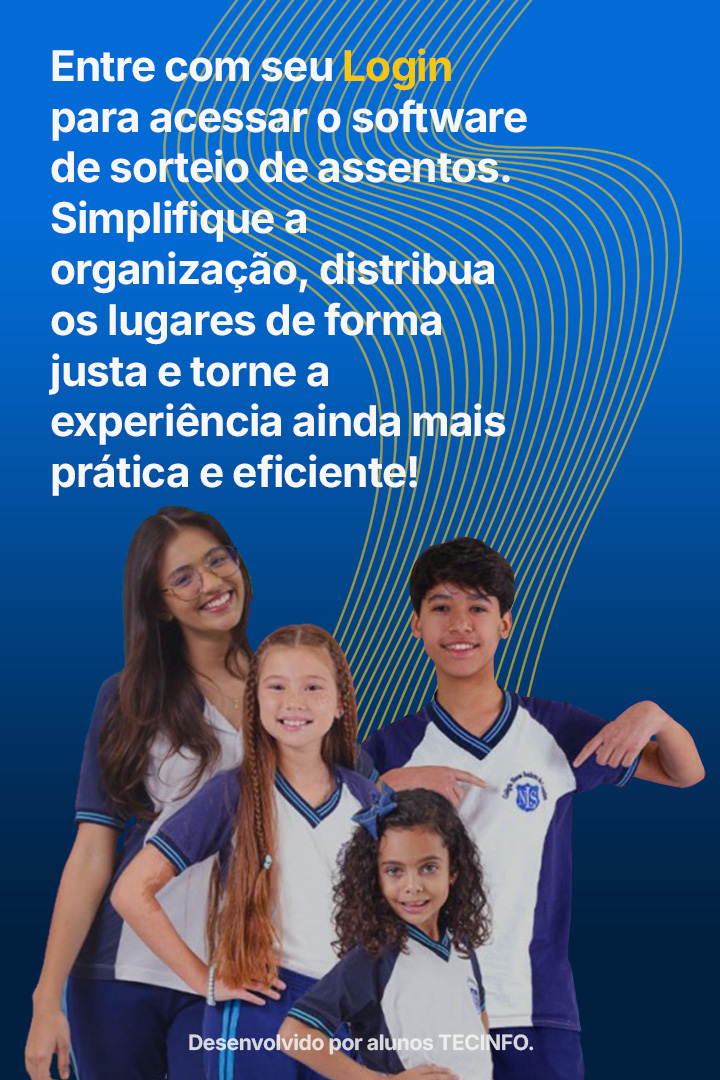 Entre com seu Login
para acessar o software
de sorteio de assentos.
Simplifique a
organização, distribua
os lugares de forma
justa e torne a
experiência ainda mais
prática e eficiente!
NJS
Desenvolvido por alunos TECINFO.